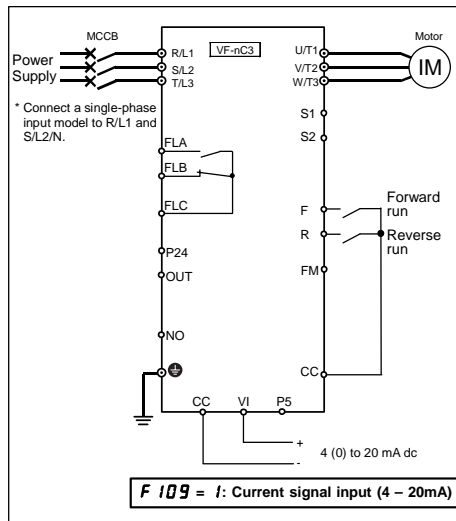 MCCB
Power
Supply
R/L1
S/L2
T/L3
VF-nC3
U/T1
V/T2
W/T3
Motor
IM
* Connect a single-phase
input model to R/L1 and
S/L2/N.
S1
S2
FLA
FLB
FLC
F
R
Forward
run
Reverse
run
P24
OUT
FM
NO
CC
CC
VI
P5
+
-
4 (0) to 20 mA dc
F 109 = 1: Current signal input (4 – 20mA)